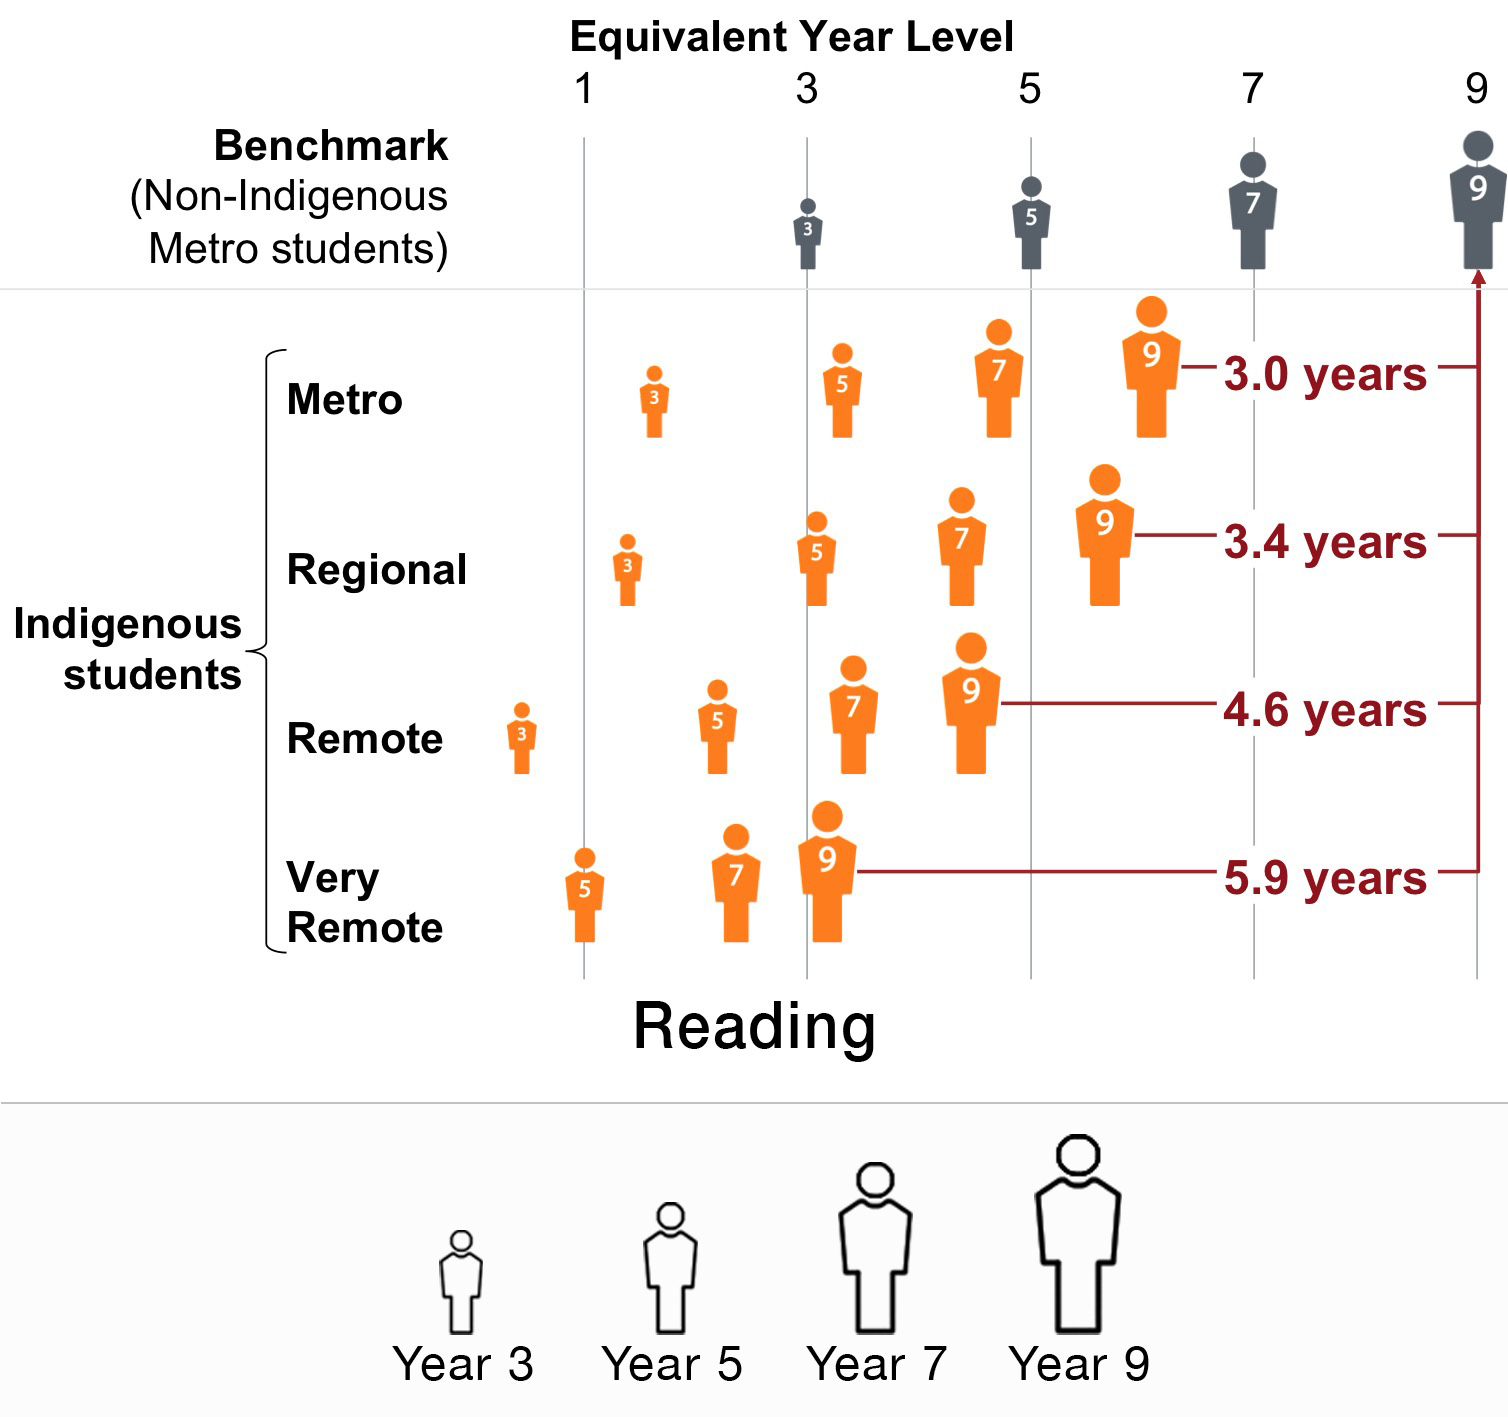 Equivalent Year Level
1 3 5 7 9
Benchmark
(Non-Indigenous
Metro students)
3 5 7 9
Metro
3 5 7 9 3.0 years
Regional
3 5 7 9 3.4 years
Indigenous
students
Remote
3 5 7 9 4.6 years
Very
Remote
5 7 9 5.9 years
Reading
Year 3 Year 5 Year 7 Year 9